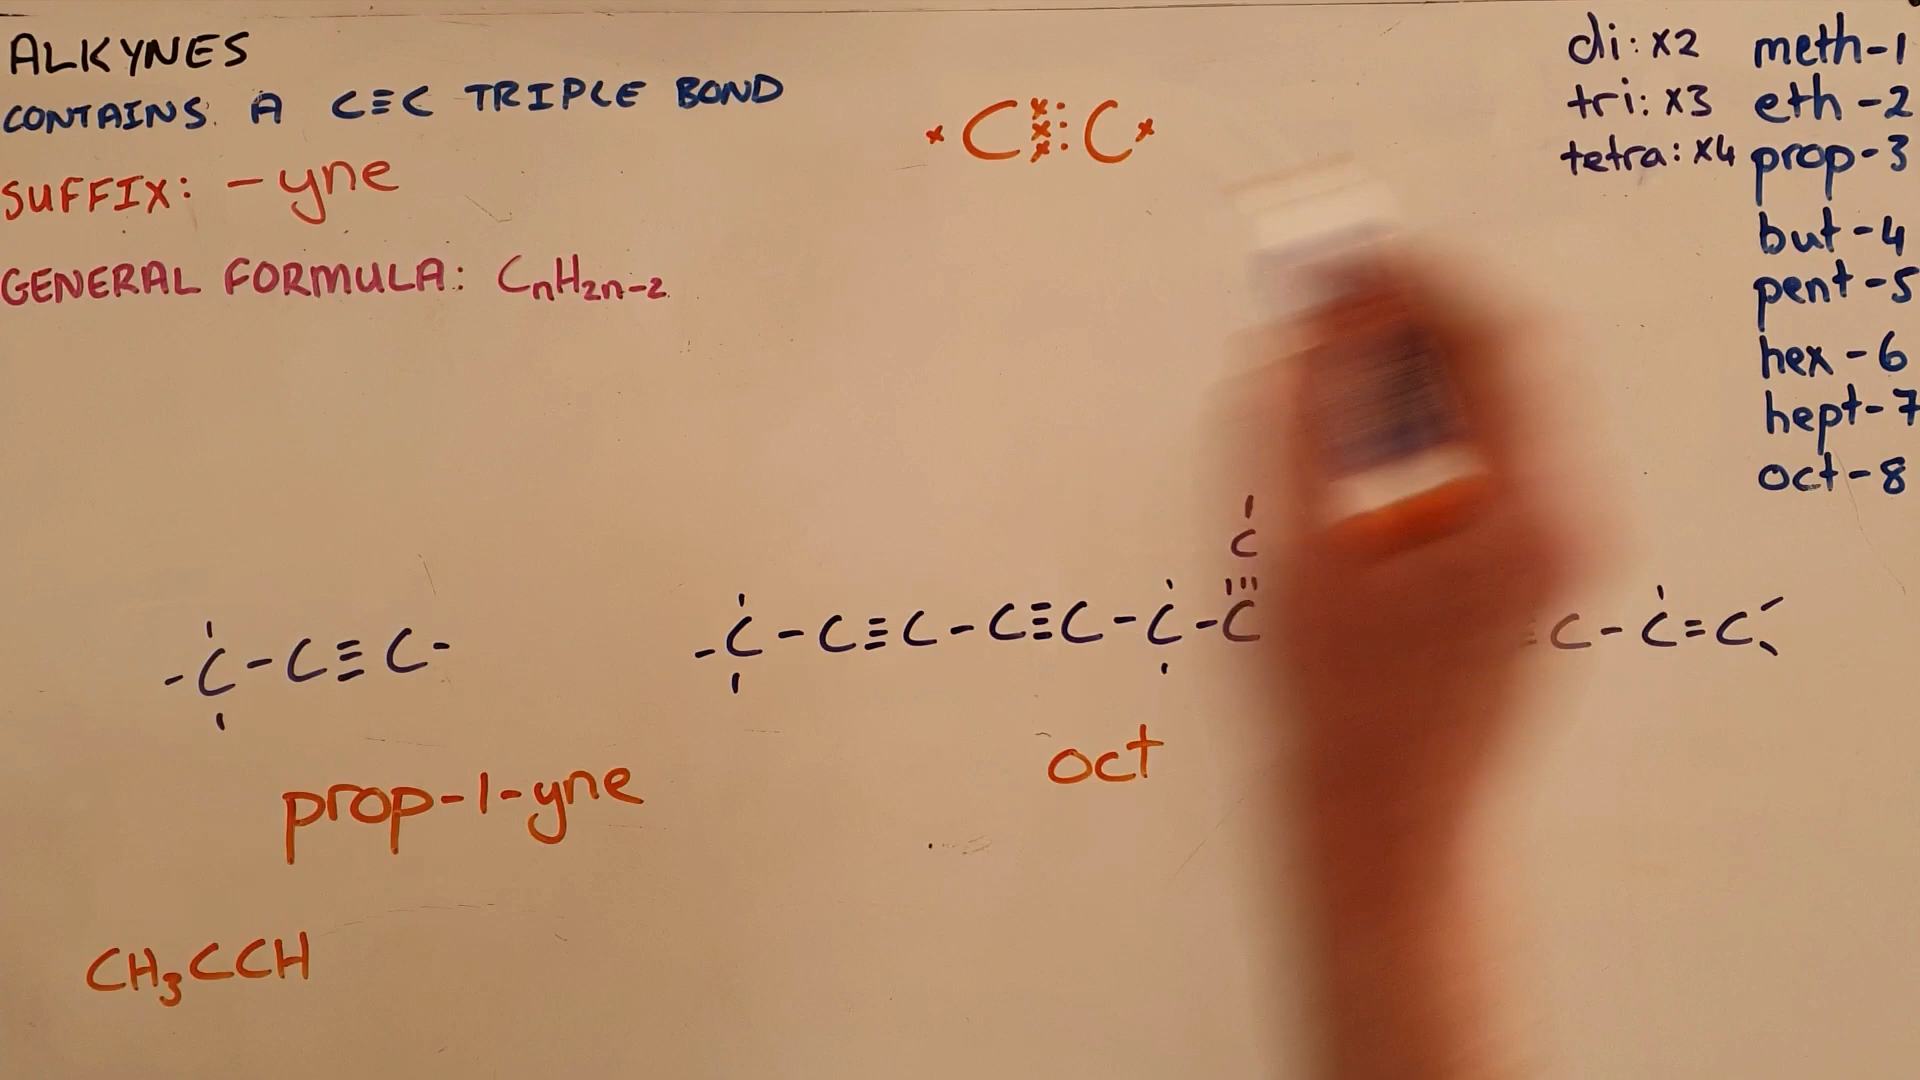 ALKYNES
CONTAINS A C≡C TRIPLE BOND
SUFFIX: -yne
GENERAL FORMULA: CnH2n-2
C C
di: x2
tri: x3
tetra: x4
meth-1
eth-2
prop-3
but-4
pent-5
hex-6
hept-7
oct-8
-C-C≡C-
prop-1-yne
CH3CCH
C
-C-C≡C-C≡C-C-C
oct
C-C=C